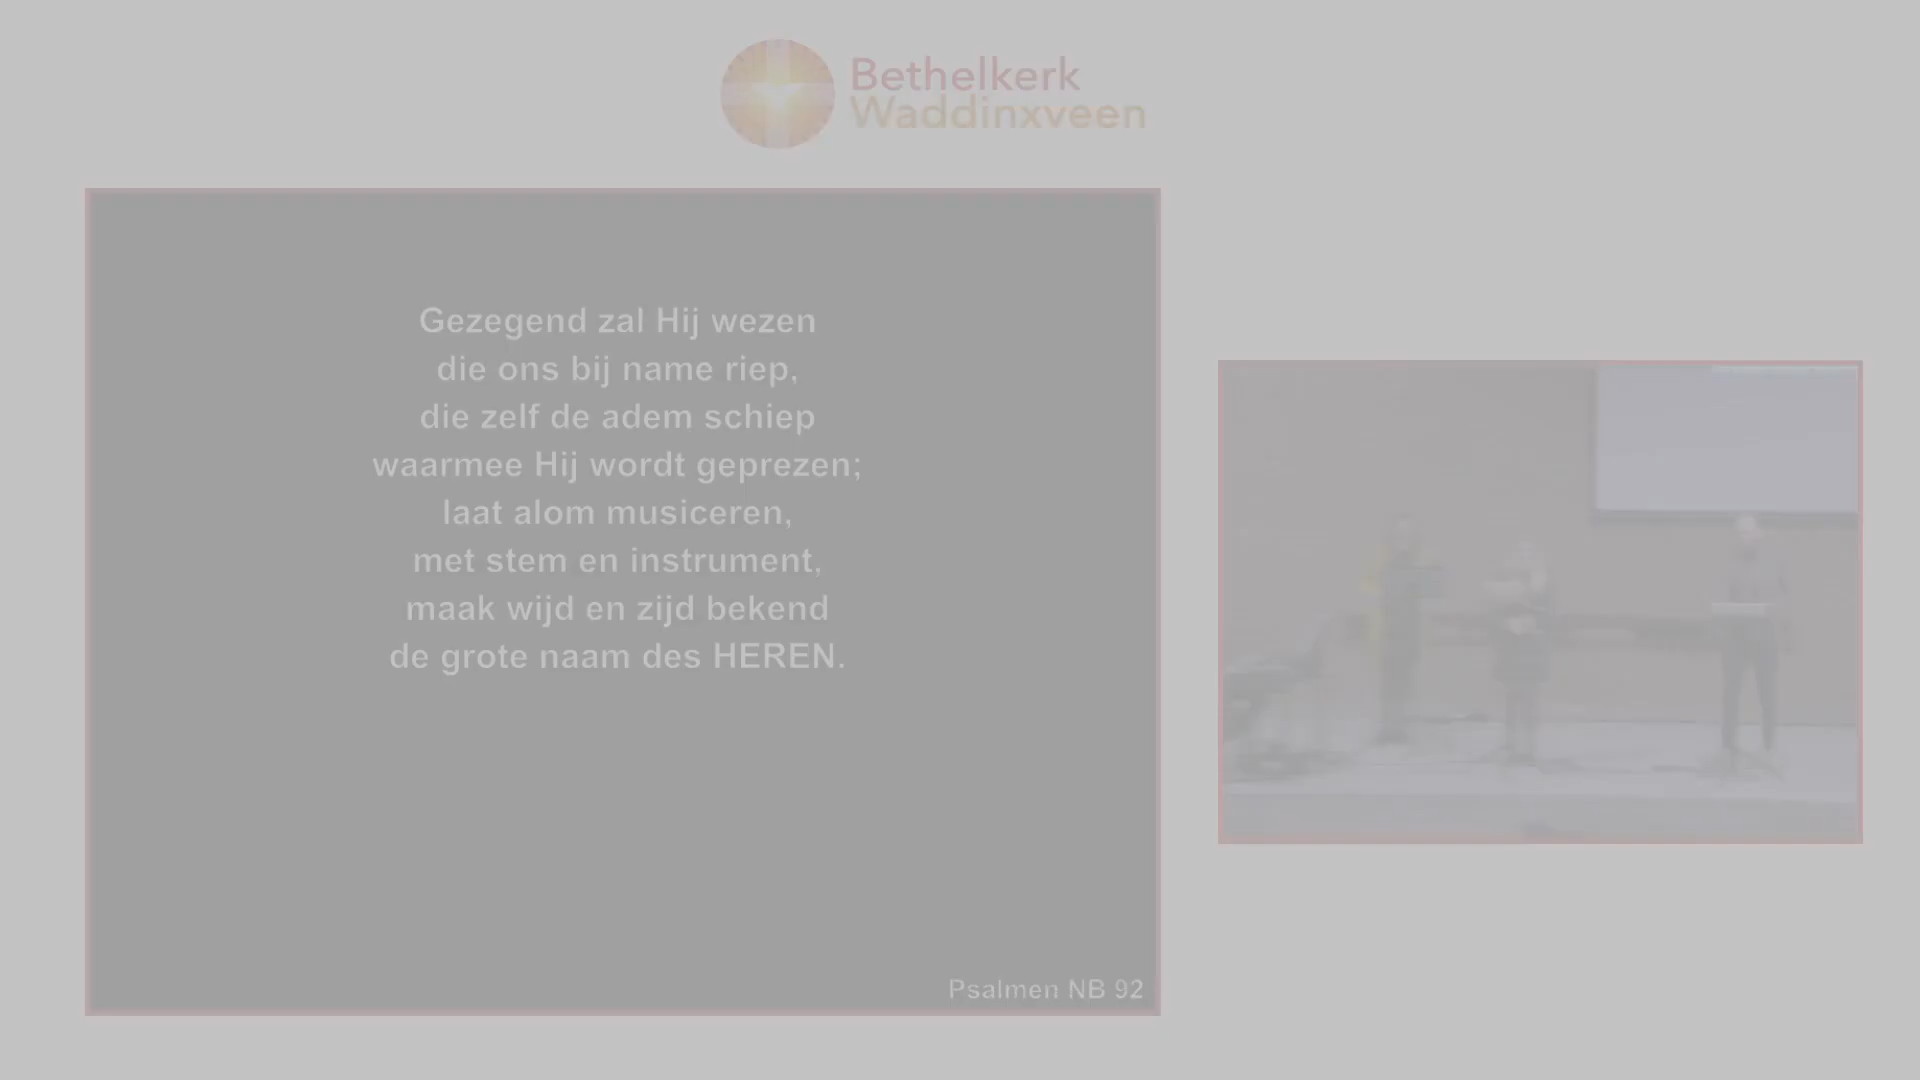 Bethelkerk
Waddinxveen
Gezegend zal Hij wezen
die ons bij name riep,
die zelf de adem schiep
waarmee Hij wordt geprezen;
laat alom musiceren,
met stem en instrument,
maak wijd en zijd bekend
de grote naam des HEREN.
Psalmen NB 92